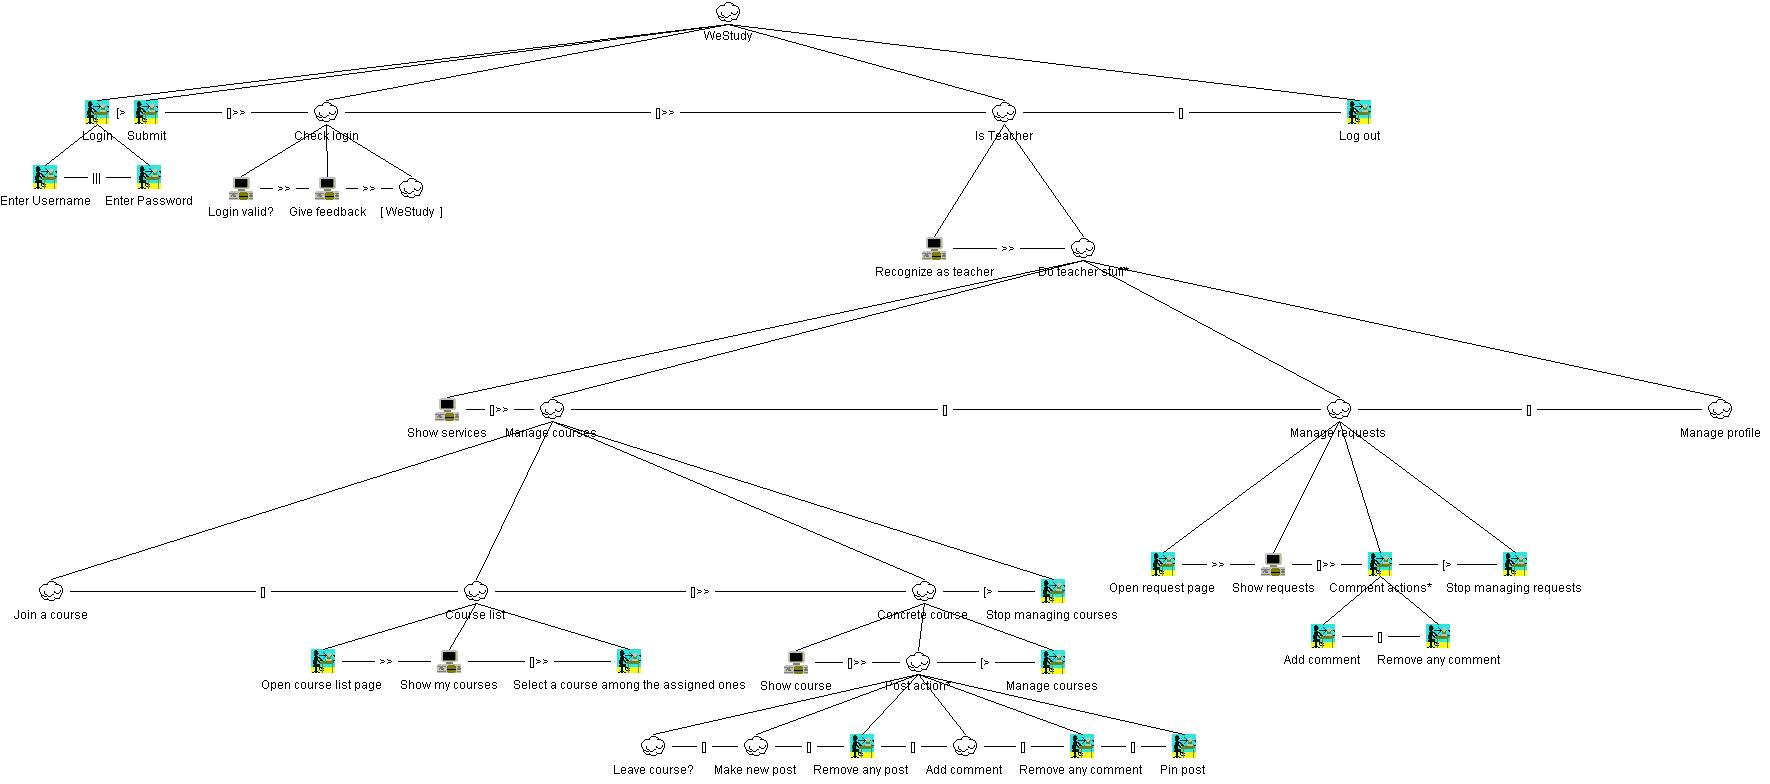 WeStudy
[> []>> []>> []
Login Submit Check login Is Teacher Log out
||| >> >>
Enter Username Enter Password Login valid? Give feedback [ WeStudy ]
>>
Recognize as teacher Do teacher stuff*
[]>> [] []
Show services Manage courses Manage requests Manage profile
>> []>> [>
Open request page Show requests Comment actions* Stop managing requests
[] []>> [>
Join a course Course list Concrete course Stop managing courses
[]
Add comment Remove any comment
>> []>> []>> [>
Open course list page Show my courses Select a course among the assigned ones Show course Post action* Manage courses
[] [] [] [] []
Leave course? Make new post Remove any post Add comment Remove any comment Pin post